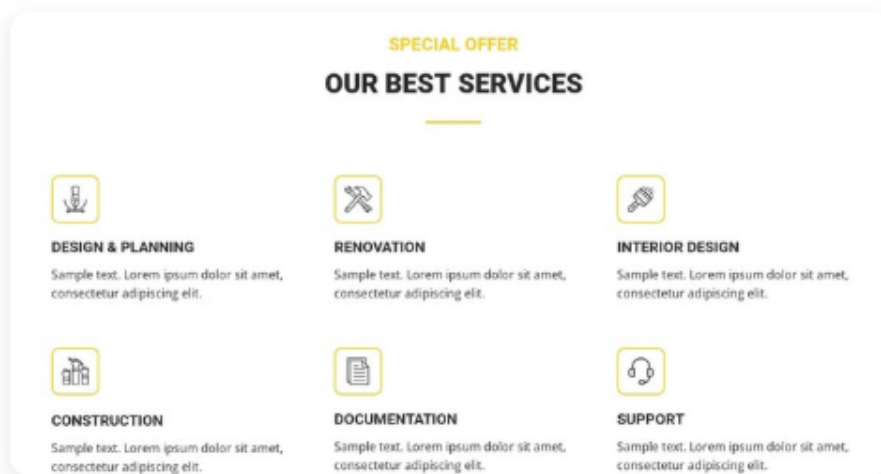 SPECIAL OFFER
OUR BEST SERVICES
DESIGN & PLANNING
Sample text. Lorem ipsum dolor sit amet,
consectetur adipiscing elit.
RENOVATION
Sample text. Lorem ipsum dolor sit amet,
consectetur adipiscing elit.
INTERIOR DESIGN
Sample text. Lorem ipsum dolor sit amet,
consectetur adipiscing elit.
CONSTRUCTION
Sample text. Lorem ipsum dolor sit amet,
consectetur adipiscing elit.
DOCUMENTATION
Sample text. Lorem ipsum dolor sit amet,
consectetur adipiscing elit.
SUPPORT
Sample text. Lorem ipsum dolor sit amet,
consectetur adipiscing elit.